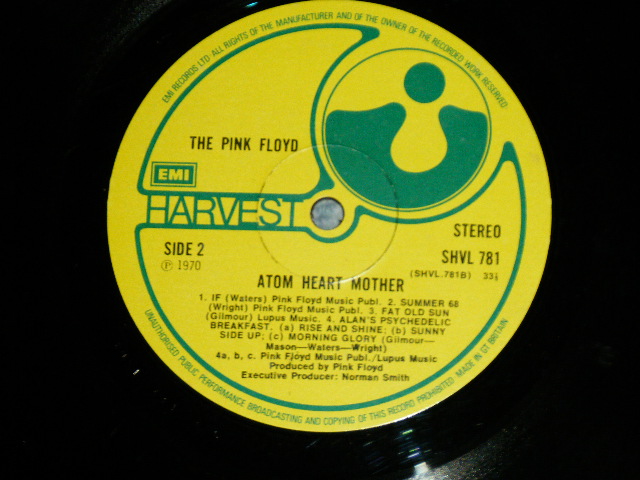 EMI RECORDS LTD· ALL RIGHTS OF THE MANUFACTURER AND OF THE OWNER OF THE RECORDED WORK RESERVED·
THE PINK FLOYD
EMI
HARVEST
SIDE 2
℗ 1970
STEREO
SHVL 781
(SHVL.781B) 33⅓
ATOM HEART MOTHER
1. IF (Waters) Pink Floyd Music Publ. 2. SUMMER 68
(Wright) Pink Floyd Music Publ. 3. FAT OLD SUN
(Gilmour) Lupus Music. 4. ALAN'S PSYCHEDELIC
BREAKFAST. (a) RISE AND SHINE; (b) SUNNY
SIDE UP; (c) MORNING GLORY (Gilmour—
Mason—Waters—Wright)
4a, b, c. Pink Floyd Music Publ./Lupus Music
Produced by Pink Floyd
Executive Producer: Norman Smith
UNAUTHORISED PUBLIC PERFORMANCE BROADCASTING AND COPYING OF THIS RECORD PROHIBITED· MADE IN GT BRITAIN